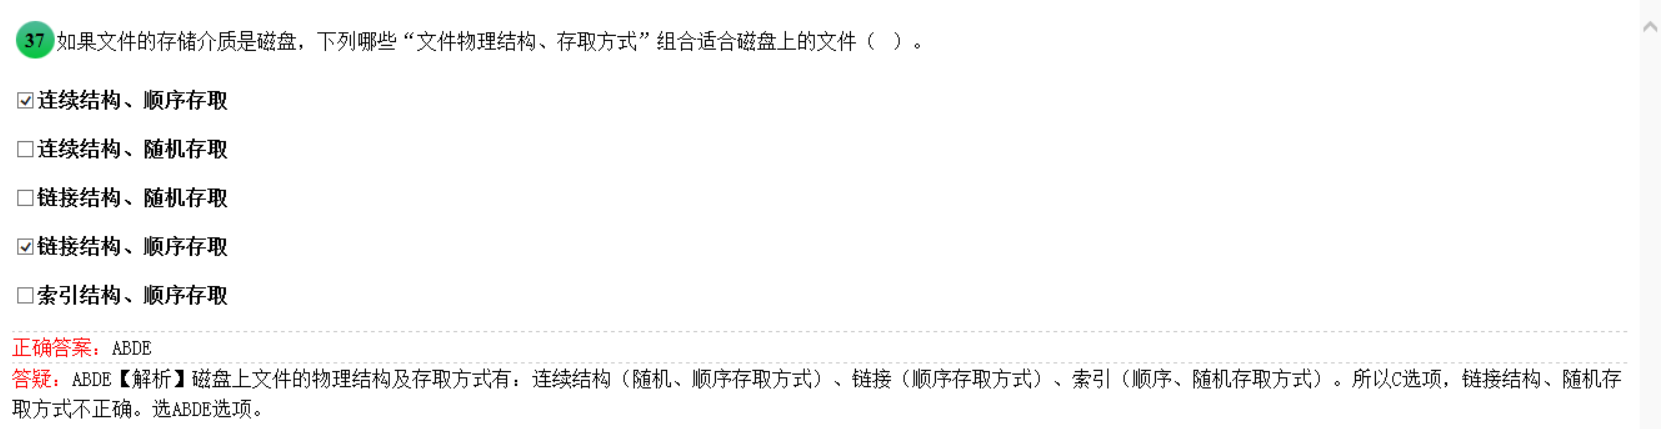 37 如果文件的存储介质是磁盘，下列哪些“文件物理结构、存取方式”组合适合磁盘上的文件（ ）。
连续结构、顺序存取
连续结构、随机存取
链接结构、随机存取
链接结构、顺序存取
索引结构、顺序存取
正确答案：ABDE
答疑：ABDE【解析】磁盘上文件的物理结构及存取方式有：连续结构（随机、顺序存取方式）、链接（顺序存取方式）、索引（顺序、随机存取方式）。所以C选项，链接结构、随机存
取方式不正确。选ABDE选项。